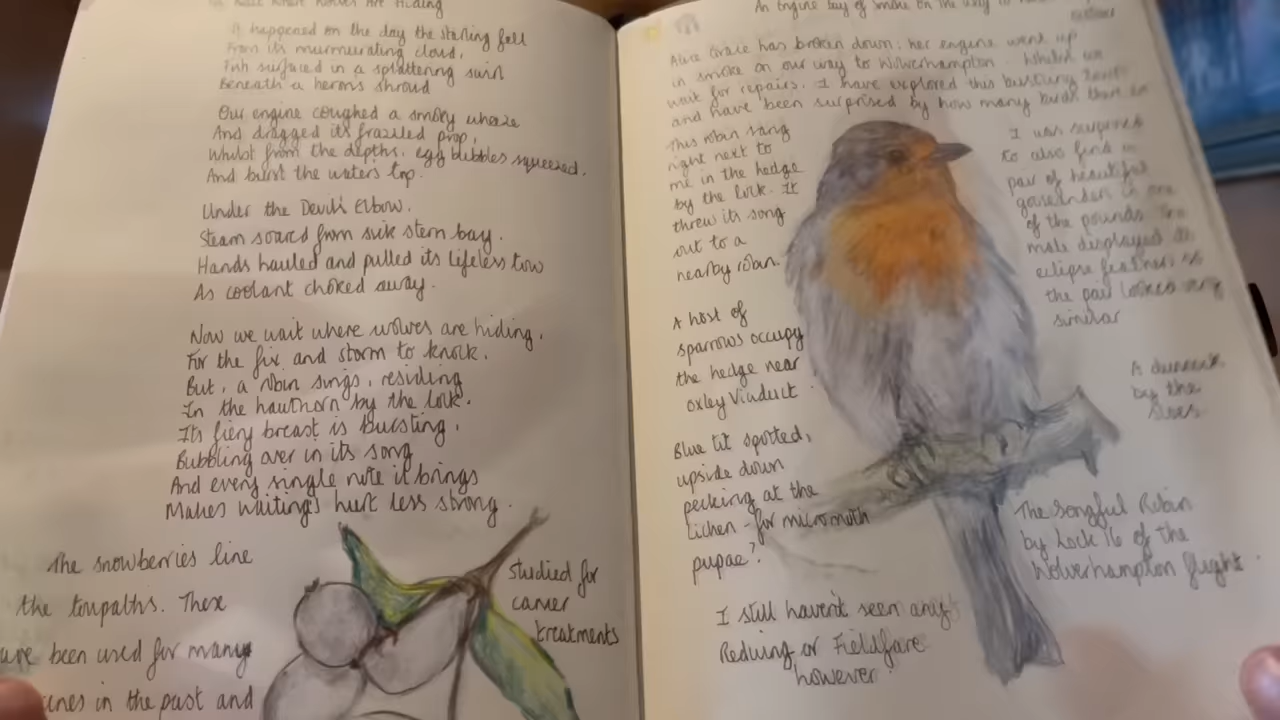 Wait Where Wolves Are Hiding
It happened on the day the starling fell
From its murmurating cloud,
Fish surfaced in a splattering swirl
Beneath a herons shroud
Our engine coughed a smoky wheeze
And dragged its frazzled prop,
Whilst from the depths, egg bubbles squeezed,
And burst the waters top.
Under the Devil's Elbow,
Steam soared from sick stern bay,
Hands hauled and pulled its lifeless tow
As coolant choked away.
Now we wait where wolves are hiding,
For the fix and storm to knock,
But, a robin sings, residing
In the hawthorn by the lock.
Its fiery breast is bursting,
Bubbling over in its song
And every single note it brings
Makes waiting's hurt less strong.
The snowberries line
the towpaths. These
have been used for many
in the past and
studied for
cancer
treatments
An Engine bay of Smoke on the way to
Alice Grace has broken down; her engine went up
in smoke on our way to Wolverhampton. Whilst we
wait for repairs, I have explored this bustling town
and have been surprised by how many birds there are
This robin sang
right next to
me in the hedge
by the lock. It
threw its song
out to a
nearby robin.
A host of
sparrows occupy
the hedge near
Oxley Viaduct.
Blue tit spotted,
upside down
pecking at the
lichen - for micromoth
pupae?
I still haven't seen any
Redwing or Fieldfare
however
I was surprised
to also find a
pair of beautiful
goosander in one
of the pounds. The
male displayed its
eclipse feathers so
the pair looked very
similar
A dunnock
by the
The Songful Robin
by Lock 16 of the
Wolverhampton flight.